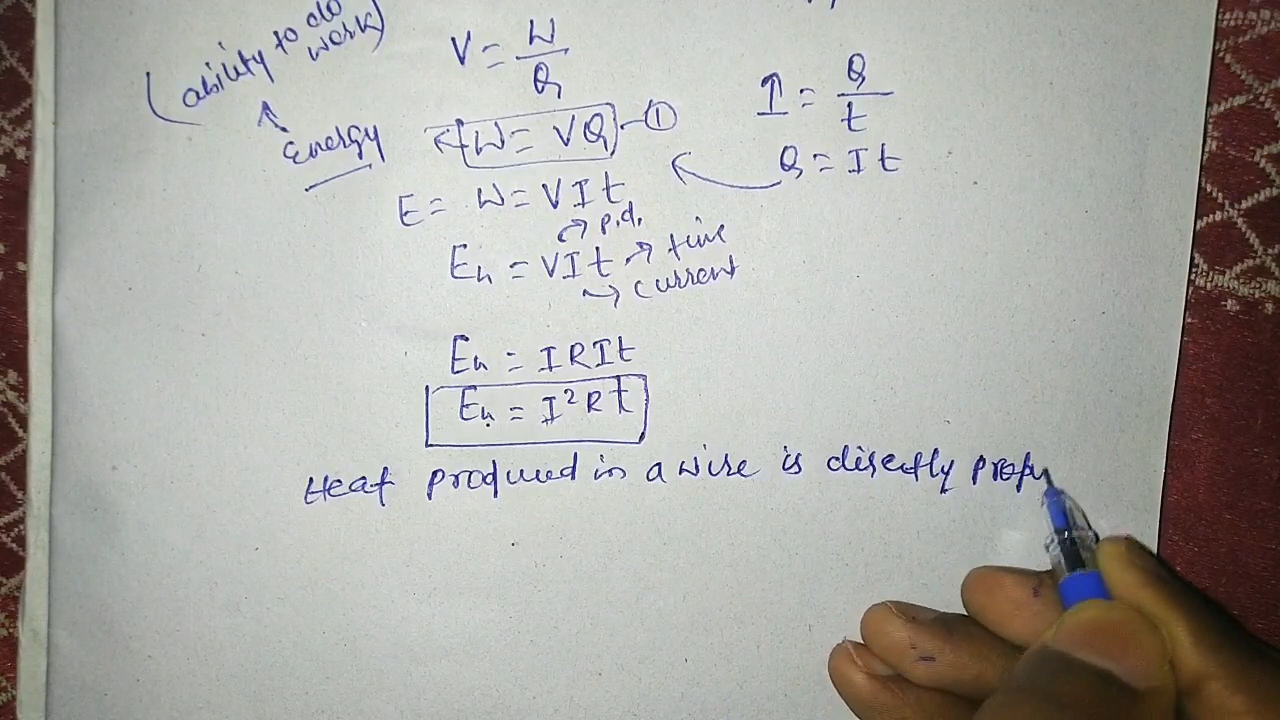 (ability to do
work)
Energy
V = W/Q
W = VQ - ①
E = W = VIt
p.d.
Eh = VIt → time
→ current
Eh = IRIt
Eh = I²Rt
I = Q/t
Q = It
Heat produced in a wire is directly